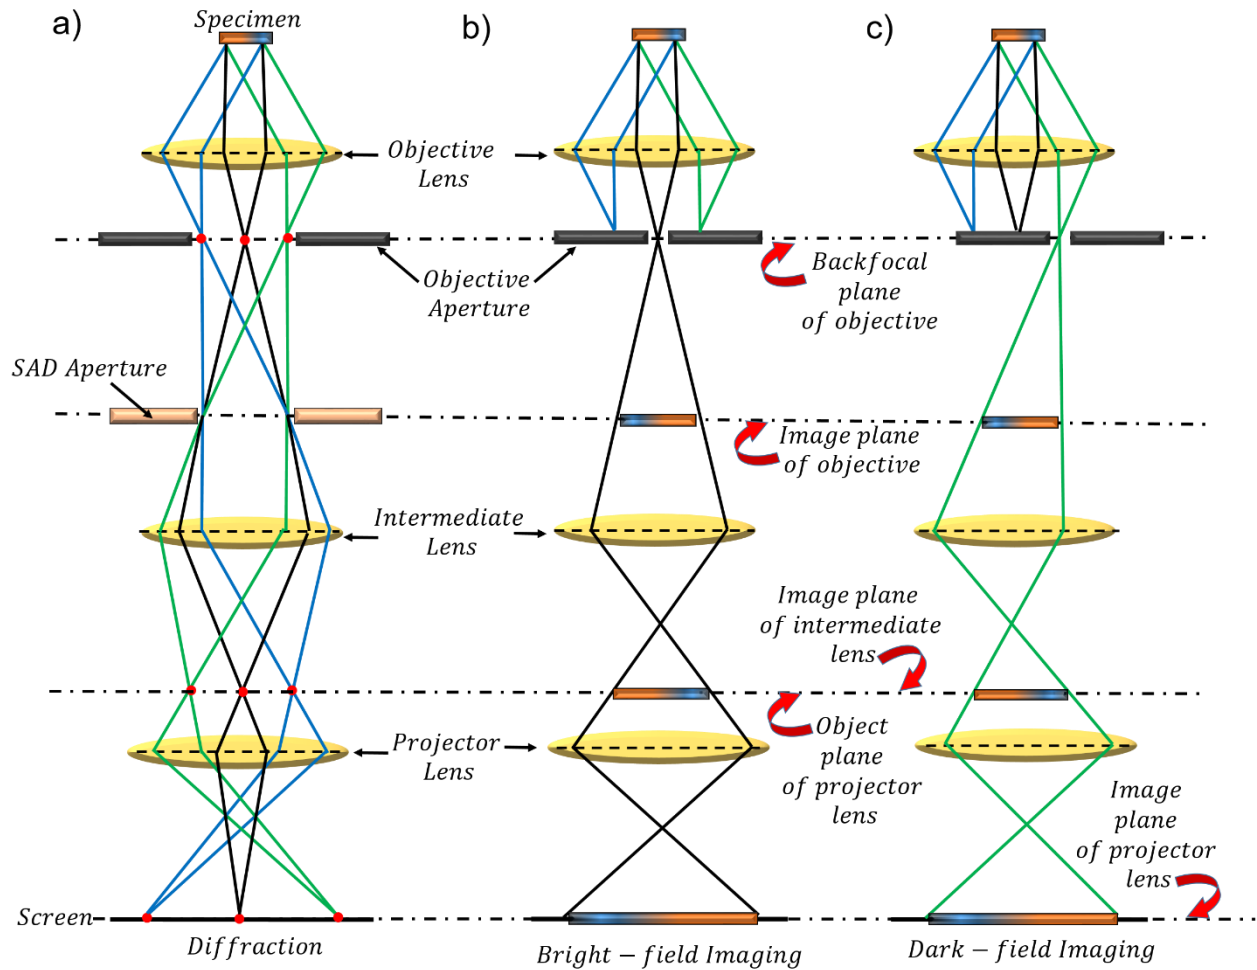 a)
Specimen
b)
c)
Objective
Lens
Objective
Aperture
Backfocal
plane
of objective
SAD Aperture
Image plane
of objective
Intermediate
Lens
Image plane
of intermediate
lens
Projector
Lens
Object
plane
of projector
lens
Image
plane
of projector
lens
Screen
Diffraction
Bright − field Imaging
Dark − field Imaging